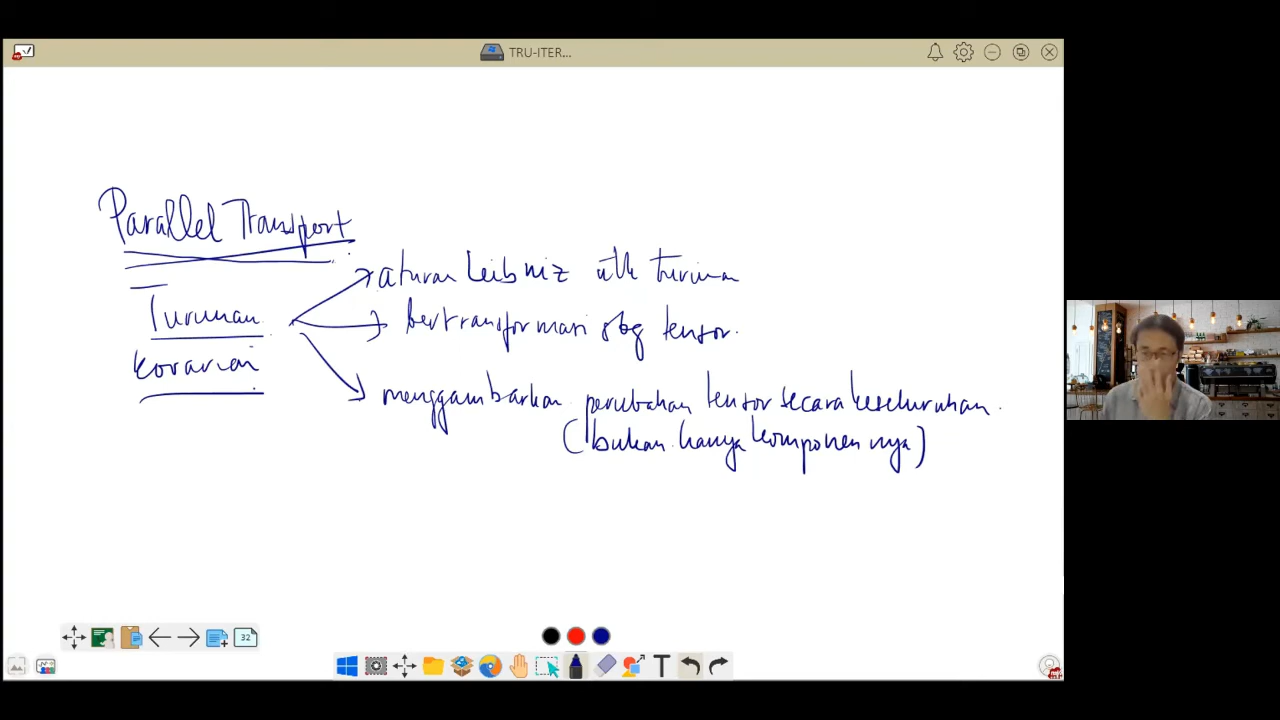 TRU-ITER...
Parallel Transport
Turunan kovarian
aturan Leibniz utk turunan
bertransformasi sbg tensor.
menggambarkan perubahan tensor secara keseluruhan.
(bukan hanya komponennya)
32